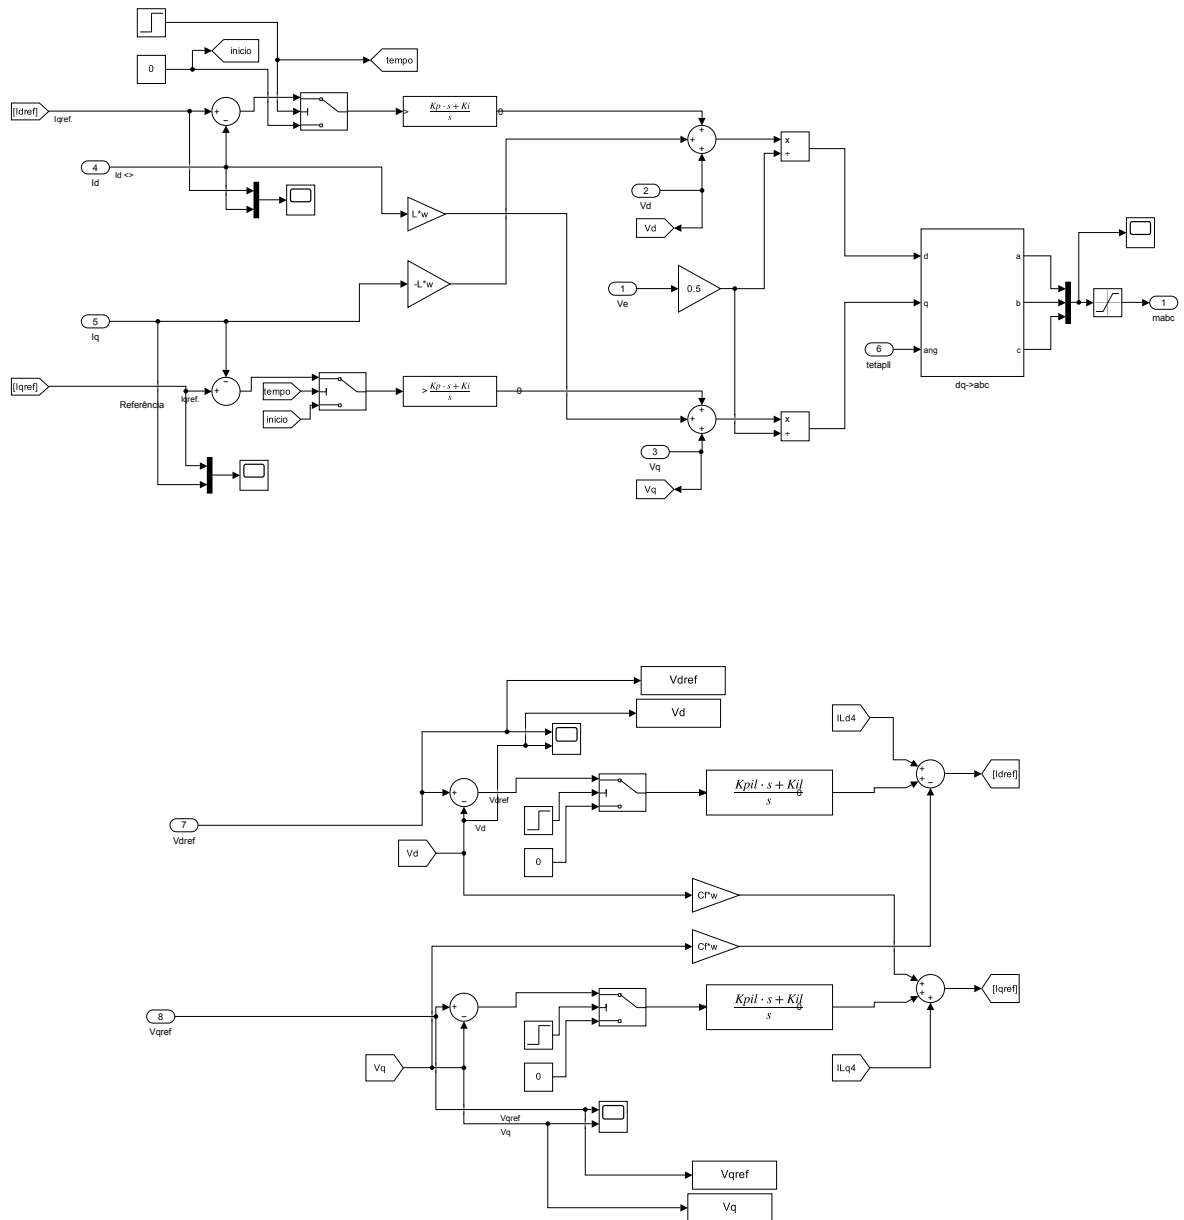 inicio
0
tempo
[Idref]
Iqref.
+
−
Kp · s + Ki
s
>
0
+
+
+
x
÷
4
Id
Id <>
L*w
2
Vd
Vd
-L*w
1
Ve
0.5
d
a
q
b
ang
c
dq->abc
6
tetapll
1
mabc
5
Iq
[Iqref]
Referência
Iqref.
−
+
tempo
inicio
> Kp · s + Ki
s
0
+
+
+
x
÷
3
Vq
Vq
Vdref
Vd
ILd4
+
−
Vdref
Vd
Kpil · s + Kil
s
0
+
+
−
[Idref]
7
Vdref
Vd
0
Cf*w
Cf*w
+
−
Kpil · s + Kil
s
0
+
+
+
[Iqref]
8
Vqref
Vq
0
ILq4
Vqref
Vq
Vqref
Vq